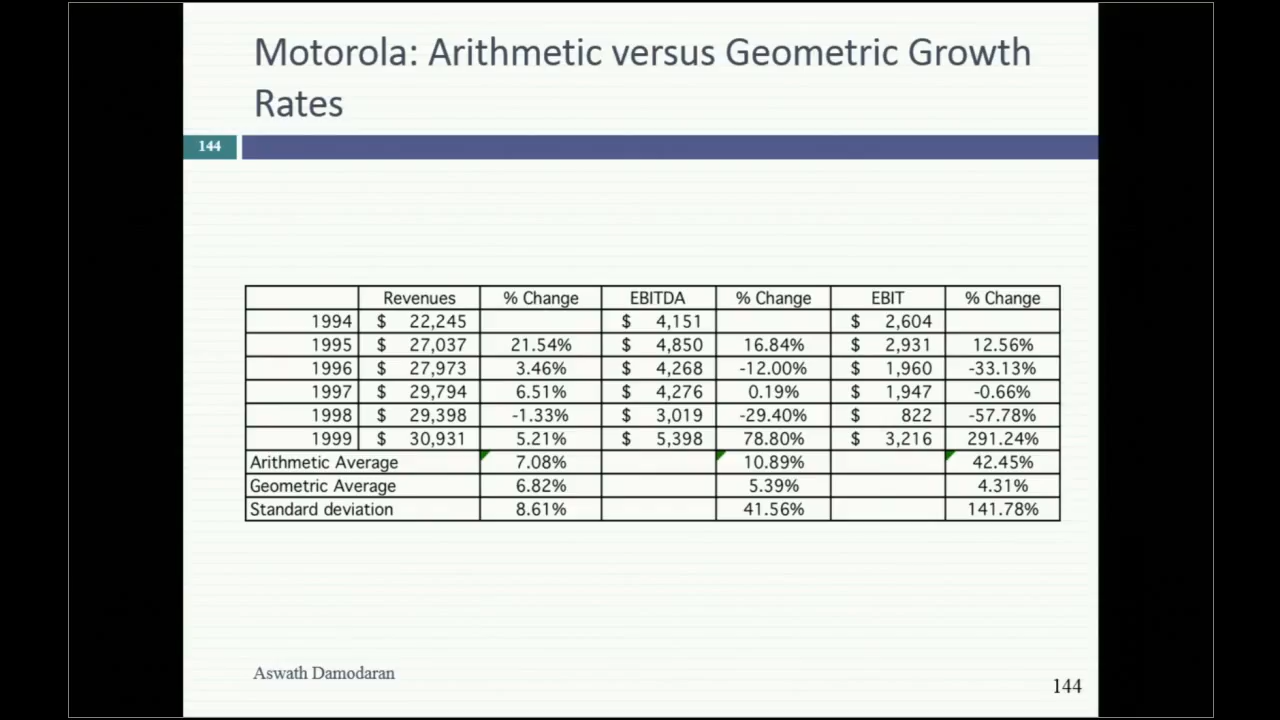 Motorola: Arithmetic versus Geometric Growth
Rates
144
Revenues % Change EBITDA % Change EBIT % Change
1994 $ 22,245 $ 4,151 $ 2,604
1995 $ 27,037 21.54% $ 4,850 16.84% $ 2,931 12.56%
1996 $ 27,973 3.46% $ 4,268 -12.00% $ 1,960 -33.13%
1997 $ 29,794 6.51% $ 4,276 0.19% $ 1,947 -0.66%
1998 $ 29,398 -1.33% $ 3,019 -29.40% $ 822 -57.78%
1999 $ 30,931 5.21% $ 5,398 78.80% $ 3,216 291.24%
Arithmetic Average 7.08% 10.89% 42.45%
Geometric Average 6.82% 5.39% 4.31%
Standard deviation 8.61% 41.56% 141.78%
Aswath Damodaran
144